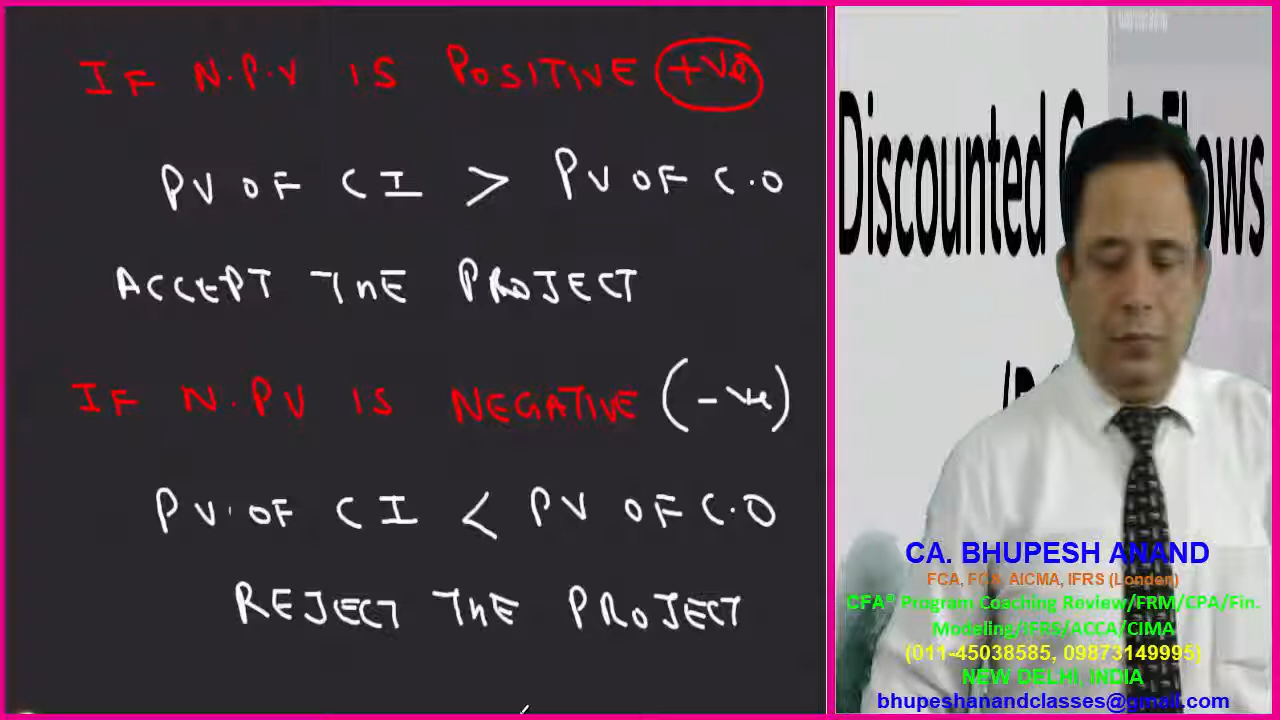 IF N.P.V IS POSITIVE +Ve
PV OF CI > PV OF C.O
ACCEPT THE PROJECT
IF N.PV IS NEGATIVE (-ve)
PV. OF CI < PV OF C.O
REJECT THE PROJECT
Discounted
CA. BHUPESH ANAND
FCA, FCS, AICMA, IFRS (London)
CFA® Program Coaching Review/FRM/CPA/Fin.
Modeling/IFRS/ACCA/CIMA
(011-45038585, 09873149995)
NEW DELHI, INDIA
bhupeshanandclasses@gmail.com